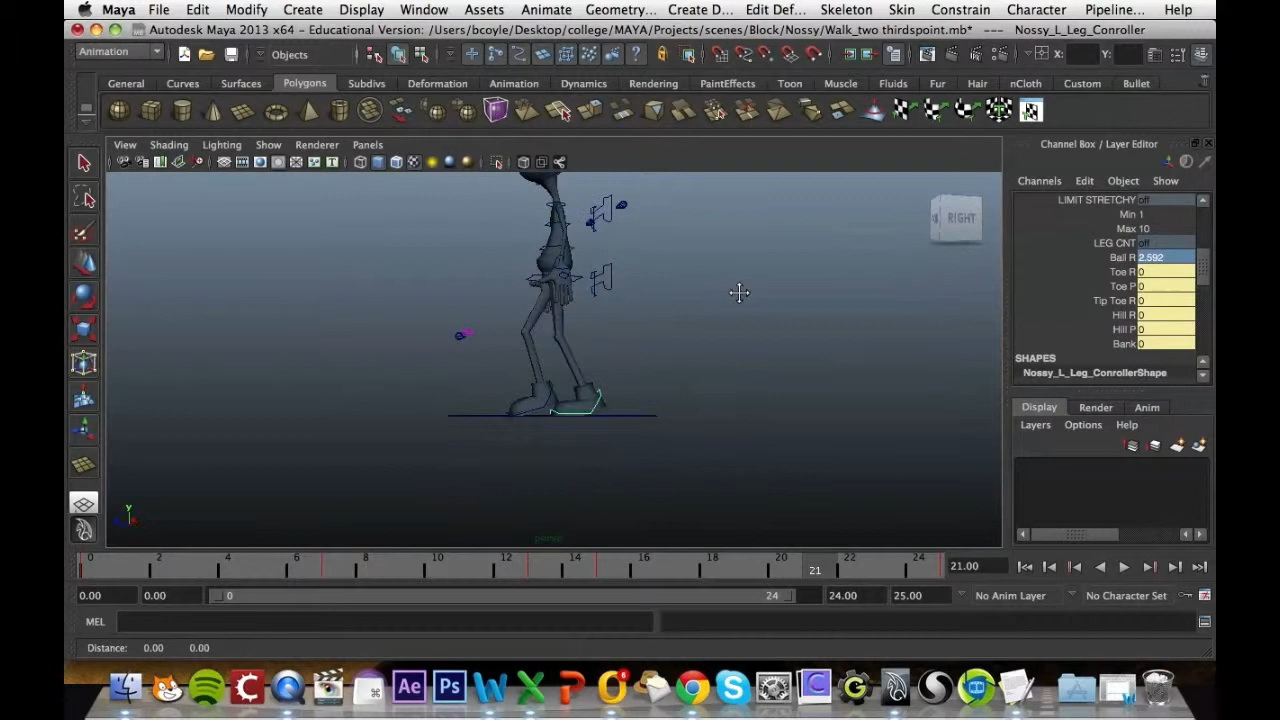 Maya File Edit Modify Create Display Window Assets Animate Geometry... Create D... Edit Def... Skeleton Skin Constrain Character Pipeline... Help
Autodesk Maya 2013 x64 - Educational Version: /Users/bcoyle/Desktop/college/MAYA/Projects/scenes/Block/Nossy/Walk_two thirdspoint.mb* --- Nossy_L_Leg_Conroller
Animation Objects X: Y:
General Curves Surfaces Polygons Subdivs Deformation Animation Dynamics Rendering PaintEffects Toon Muscle Fluids Fur Hair nCloth Custom Bullet
Channel Box / Layer Editor
View Shading Lighting Show Renderer Panels
Channels Edit Object Show
LIMIT STRETCHY off
Min 1
Max 10
LEG CNT off
Ball R 2.592
Toe R 0
Toe P 0
Tip Toe R 0
Hill R 0
Hill P 0
Bank 0
SHAPES
Nossy_L_Leg_ConrollerShape
RIGHT
Display Render Anim
Layers Options Help
y
persp
0 2 4 6 8 10 12 14 16 18 20 21 22 24 21.00
0.00 0.00 0 24 24.00 25.00 No Anim Layer No Character Set
MEL
Distance: 0.00 0.00
Ae Ps W X P 6 S C G